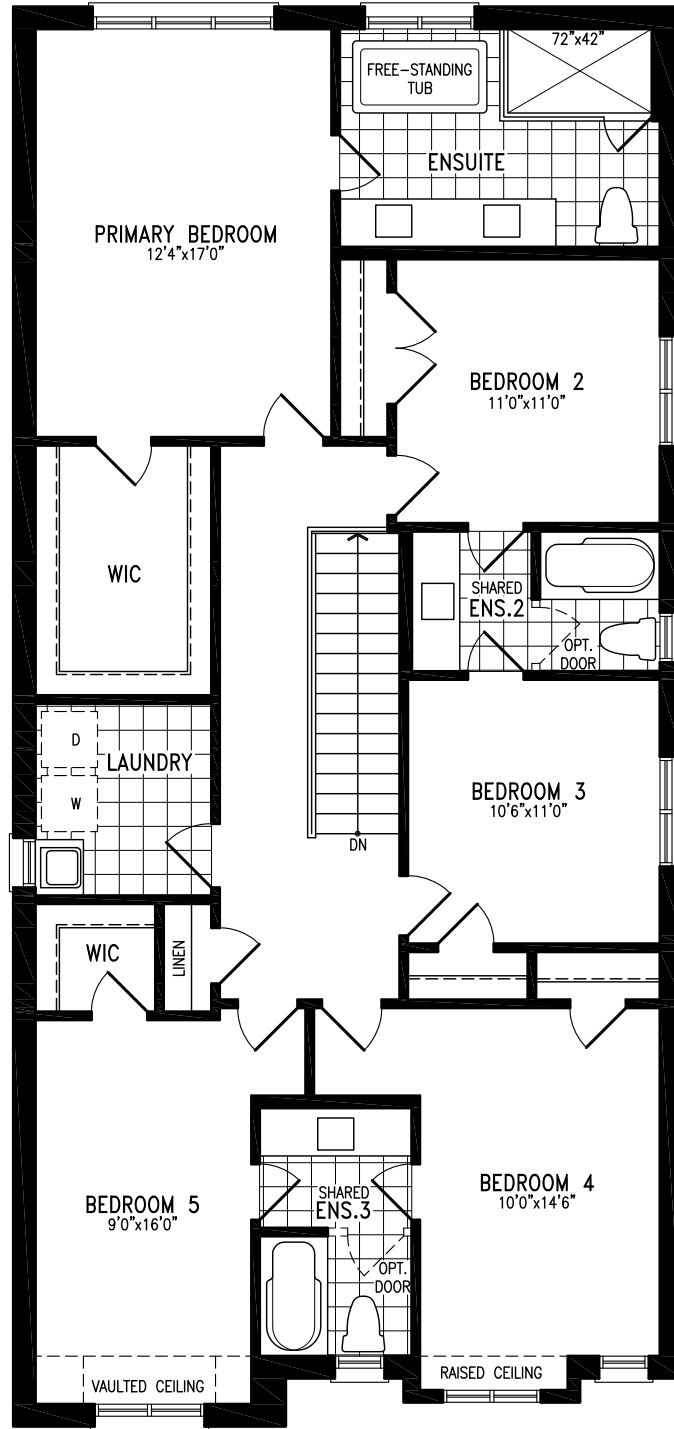 72"x42"
FREE-STANDING
TUB
ENSUITE
PRIMARY BEDROOM
12'4"x17'0"
BEDROOM 2
11'0"x11'0"
WIC
SHARED
ENS.2
OPT.
DOOR
D
LAUNDRY
W
BEDROOM 3
10'6"x11'0"
DN
WIC
LINEN
BEDROOM 5
9'0"x16'0"
SHARED
ENS.3
BEDROOM 4
10'0"x14'6"
OPT.
DOOR
VAULTED CEILING
RAISED CEILING